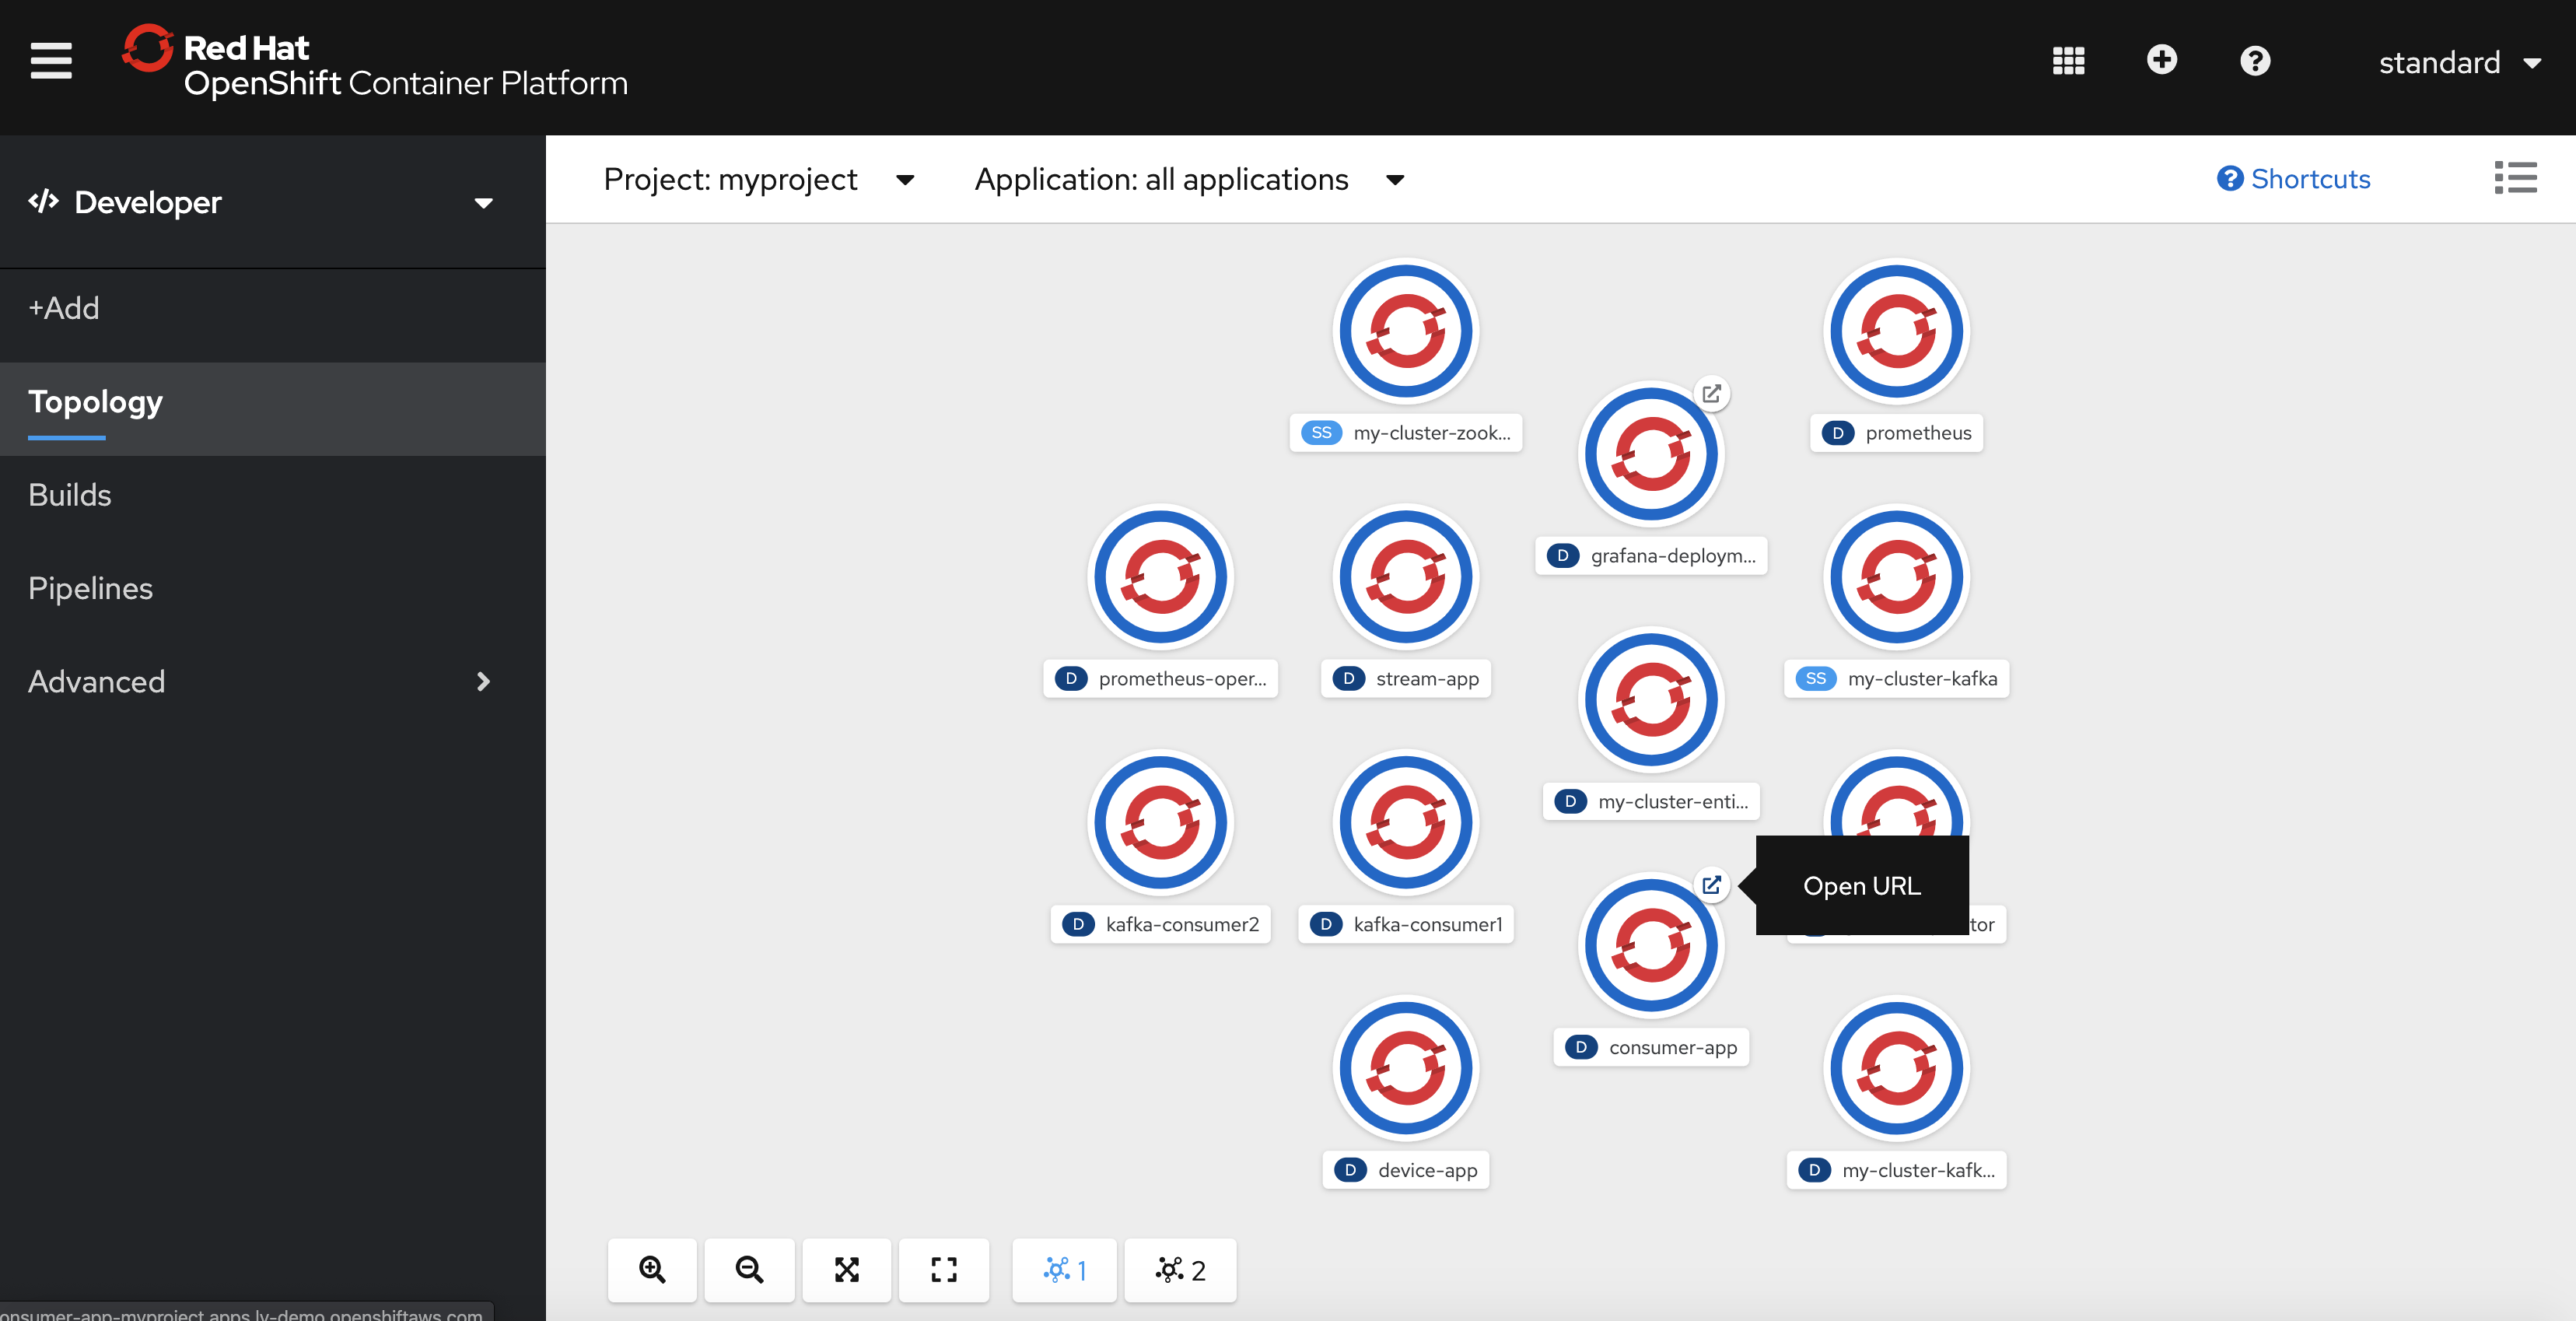 Red Hat
OpenShift Container Platform
standard
Developer
+Add
Topology
Builds
Pipelines
Advanced
Project: myproject
Application: all applications
Shortcuts
SS my-cluster-zook...
D prometheus
D grafana-deploym...
D prometheus-oper...
D stream-app
SS my-cluster-kafka
D my-cluster-enti...
Open URL
D kafka-consumer2
D kafka-consumer1
tor
D consumer-app
D device-app
D my-cluster-kafk...
1
2
onsumer-app-myproject.apps.ly-demo.openshiftaws.com